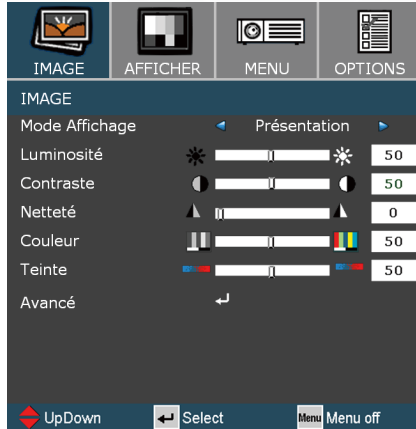 IMAGE AFFICHER MENU OPTIONS
IMAGE
Mode Affichage Présentation
Luminosité 50
Contraste 50
Netteté 0
Couleur 50
Teinte 50
Avancé
UpDown Select Menu Menu off